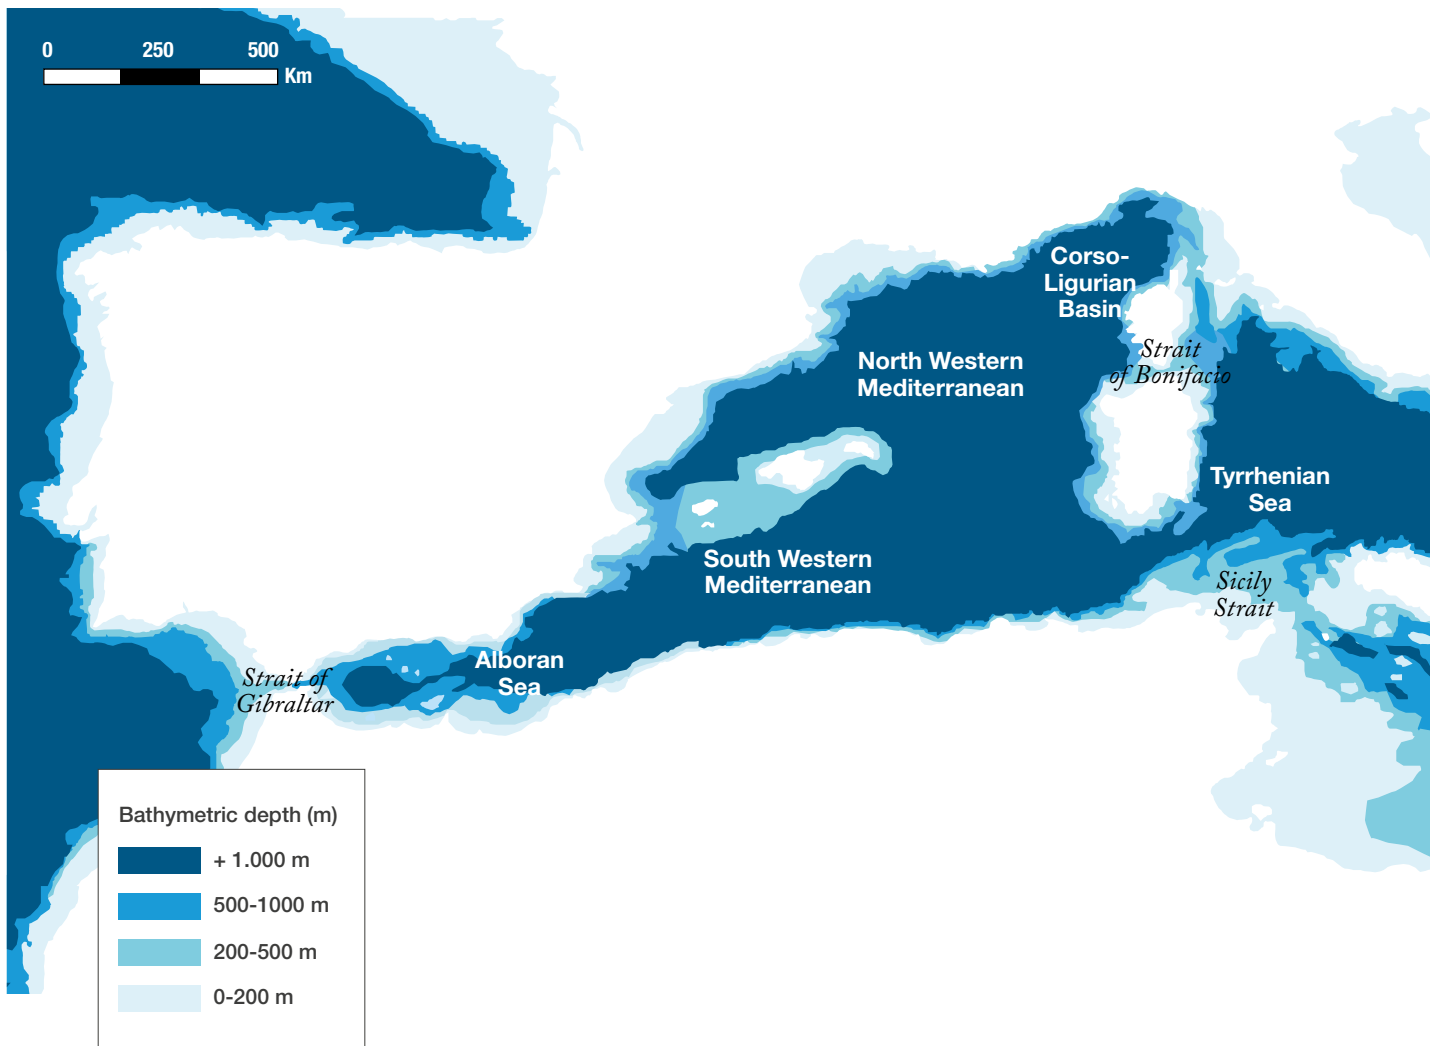 0 250 500
Km
Corso-
Ligurian
Basin
Strait
of Bonifacio
North Western
Mediterranean
Tyrrhenian
Sea
South Western
Mediterranean
Sicily
Strait
Alboran
Sea
Strait of
Gibraltar
Bathymetric depth (m)
+ 1.000 m
500-1000 m
200-500 m
0-200 m